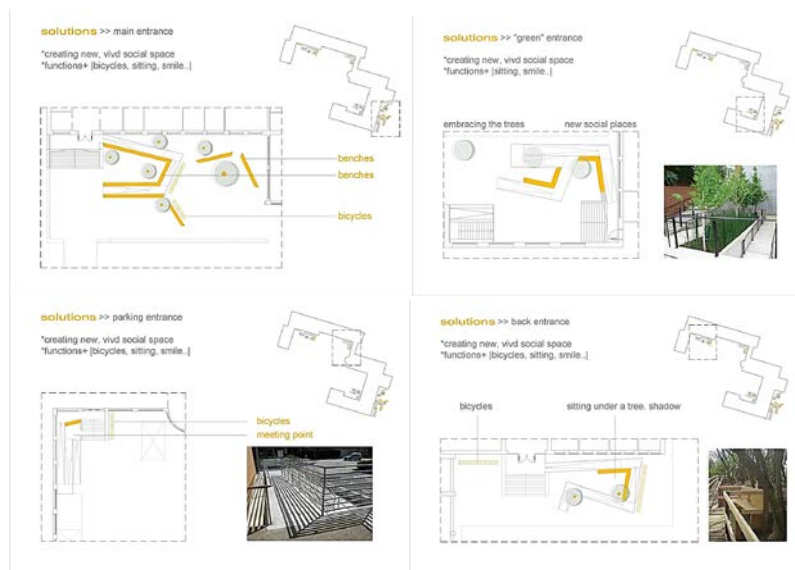 solutions >> main entrance
"creating new, vivd social space
"functions+ |bicycles, sitting, smile..|
benches
benches
bicycles
solutions >> "green" entrance
"creating new, vivd social space
"functions+ |sitting, smile..|
embracing the trees
new social places
solutions >> parking entrance
"creating new, vivd social space
"functions+ |bicycles, sitting, smile..|
bicycles
meeting point
solutions >> back entrance
"creating new, vivd social space
"functions+ |bicycles, sitting, smile..|
bicycles
sitting under a tree. shadow